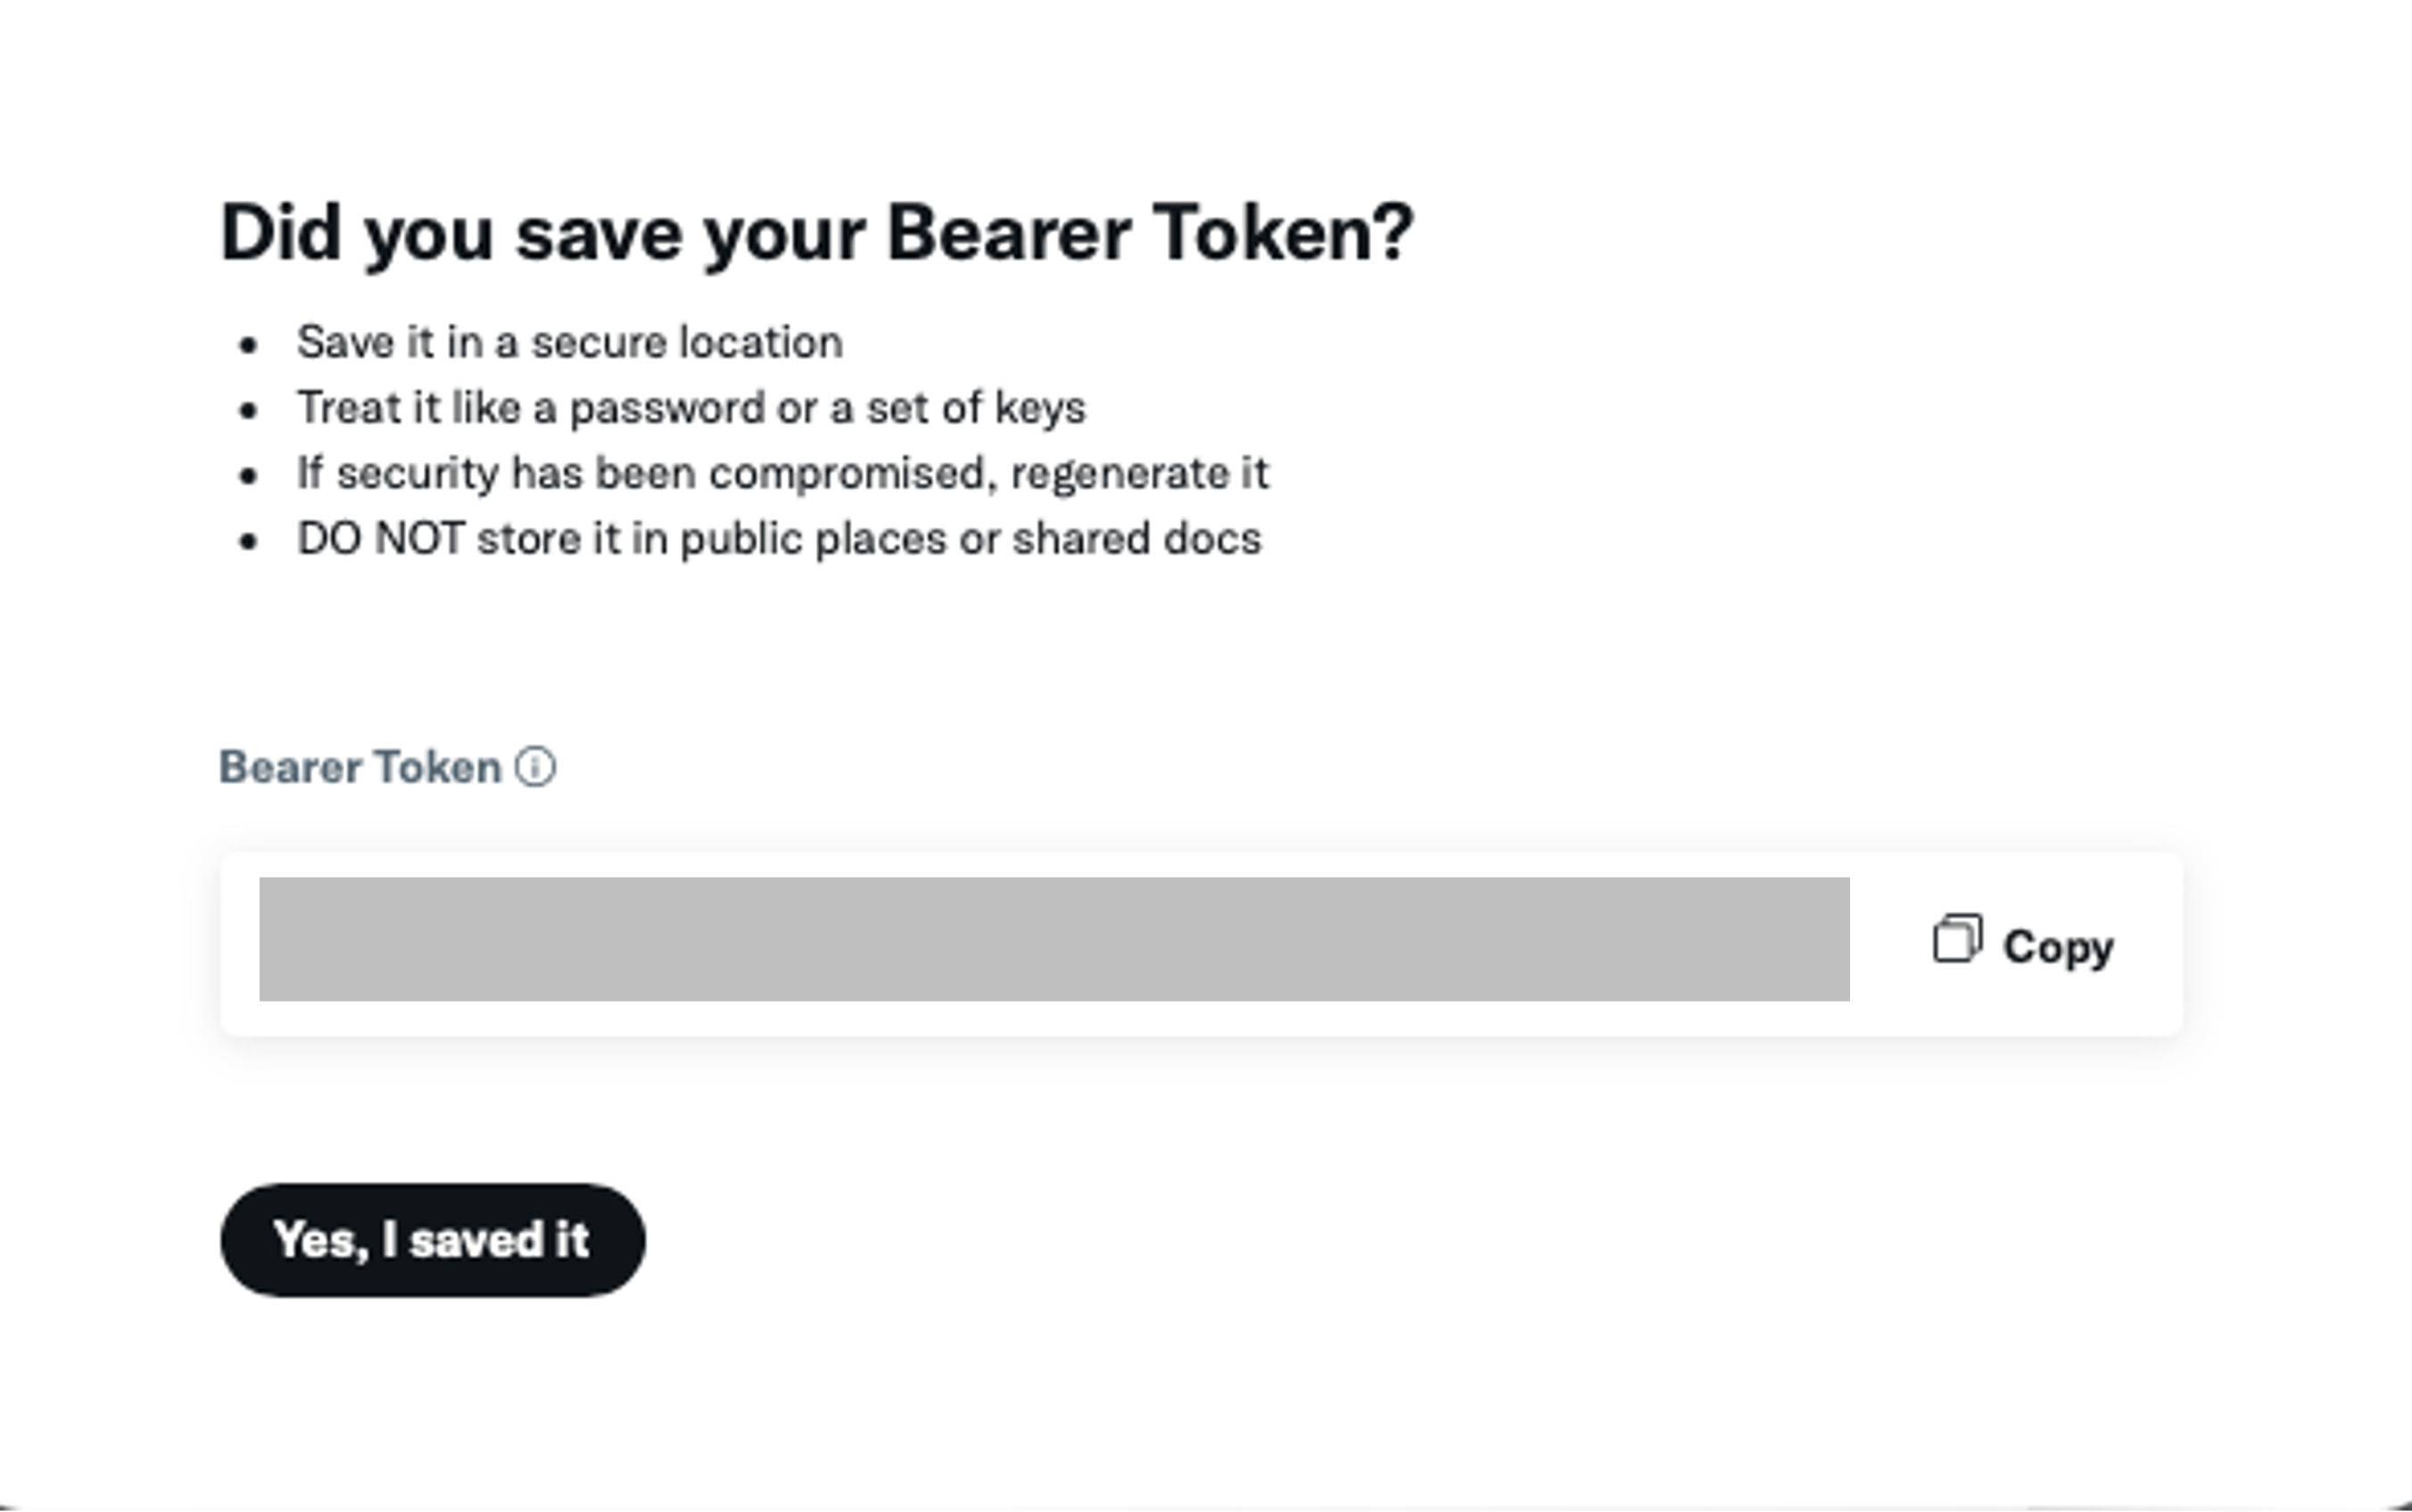 Did you save your Bearer Token?
• Save it in a secure location
• Treat it like a password or a set of keys
• If security has been compromised, regenerate it
• DO NOT store it in public places or shared docs
Bearer Token
Copy
Yes, I saved it